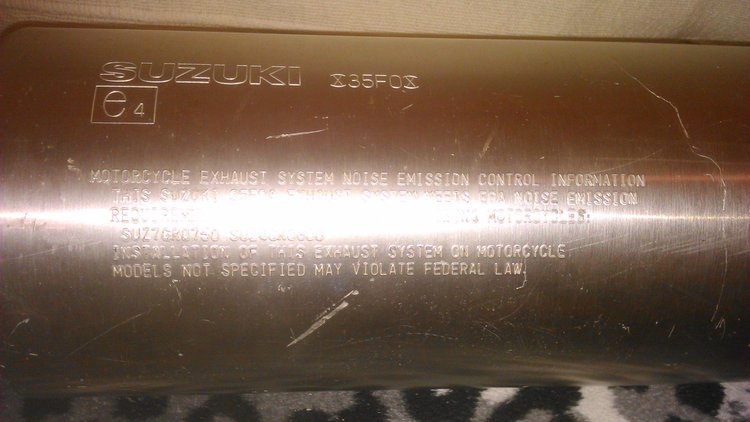 SUZUKI ⴵ35F0ⴵ
e4
MOTORCYCLE EXHAUST SYSTEM NOISE EMISSION CONTROL INFORMATION
THIS SUZUKI EXHAUST SYSTEM MEETS EPA NOISE EMISSION
MOTORCYCLES:
INSTALLATION OF THIS EXHAUST SYSTEM ON MOTORCYCLE
MODELS NOT SPECIFIED MAY VIOLATE FEDERAL LAW.